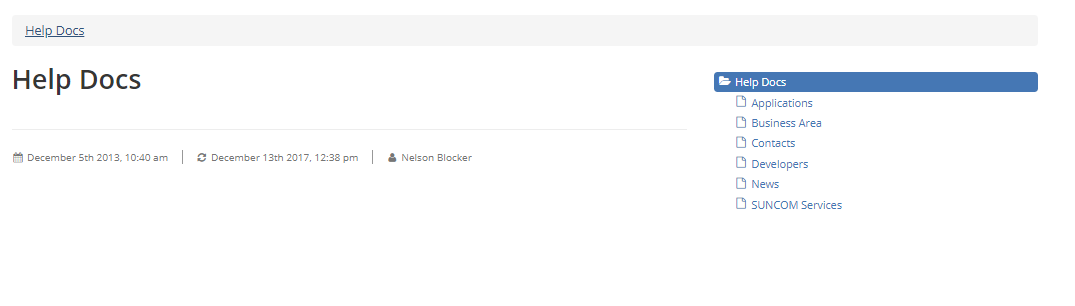 Help Docs
Help Docs
December 5th 2013, 10:40 am
December 13th 2017, 12:38 pm
Nelson Blocker
Help Docs
Applications
Business Area
Contacts
Developers
News
SUNCOM Services